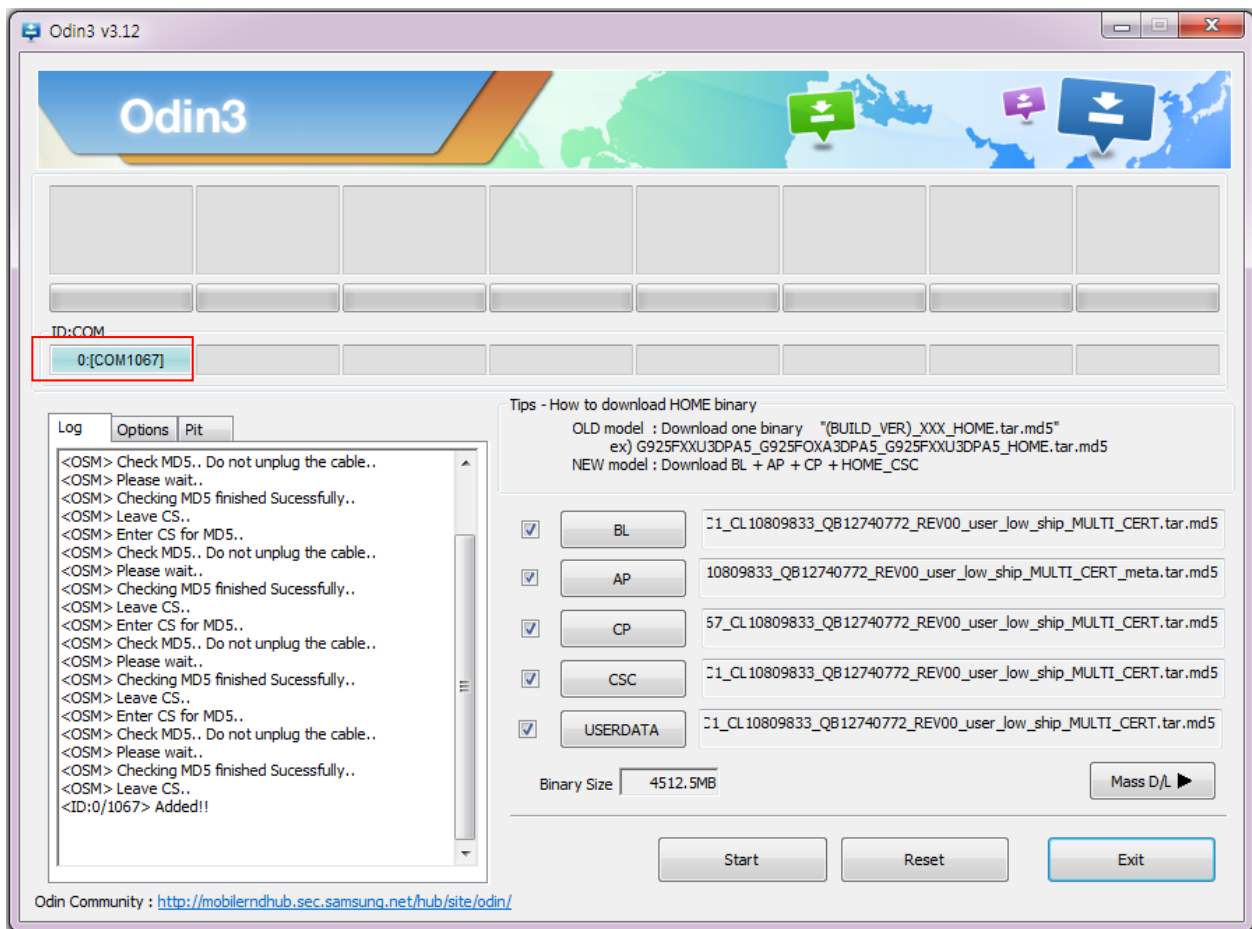 Odin3 v3.12
Odin3
ID:COM
0:[COM1067]
Log
Options
Pit
<OSM> Check MD5.. Do not unplug the cable..
<OSM> Please wait..
<OSM> Checking MD5 finished Sucessfully..
<OSM> Leave CS..
<OSM> Enter CS for MD5..
<OSM> Check MD5.. Do not unplug the cable..
<OSM> Please wait..
<OSM> Checking MD5 finished Sucessfully..
<OSM> Leave CS..
<OSM> Enter CS for MD5..
<OSM> Check MD5.. Do not unplug the cable..
<OSM> Please wait..
<OSM> Checking MD5 finished Sucessfully..
<OSM> Leave CS..
<OSM> Enter CS for MD5..
<OSM> Check MD5.. Do not unplug the cable..
<OSM> Please wait..
<OSM> Checking MD5 finished Sucessfully..
<OSM> Leave CS..
<ID:0/1067> Added!!
Tips - How to download HOME binary
OLD model : Download one binary "(BUILD_VER)_XXX_HOME.tar.md5"
ex) G925FXXU3DPA5_G925FOXA3DPA5_G925FXXU3DPA5_HOME.tar.md5
NEW model : Download BL + AP + CP + HOME_CSC
BL
C1_CL10809833_QB12740772_REV00_user_low_ship_MULTI_CERT.tar.md5
AP
10809833_QB12740772_REV00_user_low_ship_MULTI_CERT_meta.tar.md5
CP
57_CL10809833_QB12740772_REV00_user_low_ship_MULTI_CERT.tar.md5
CSC
C1_CL10809833_QB12740772_REV00_user_low_ship_MULTI_CERT.tar.md5
USERDATA
C1_CL10809833_QB12740772_REV00_user_low_ship_MULTI_CERT.tar.md5
Binary Size 4512.5MB
Mass D/L
Start
Reset
Exit
Odin Community : http://mobilerndhub.sec.samsung.net/hub/site/odin/